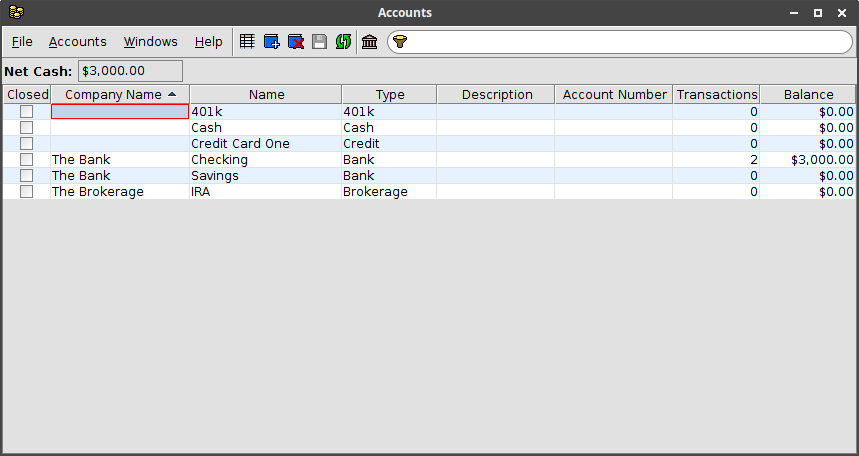 Accounts
File Accounts Windows Help
Net Cash: $3,000.00
Closed Company Name Name Type Description Account Number Transactions Balance
401k 401k 0 $0.00
Cash Cash 0 $0.00
Credit Card One Credit 0 $0.00
The Bank Checking Bank 2 $3,000.00
The Bank Savings Bank 0 $0.00
The Brokerage IRA Brokerage 0 $0.00